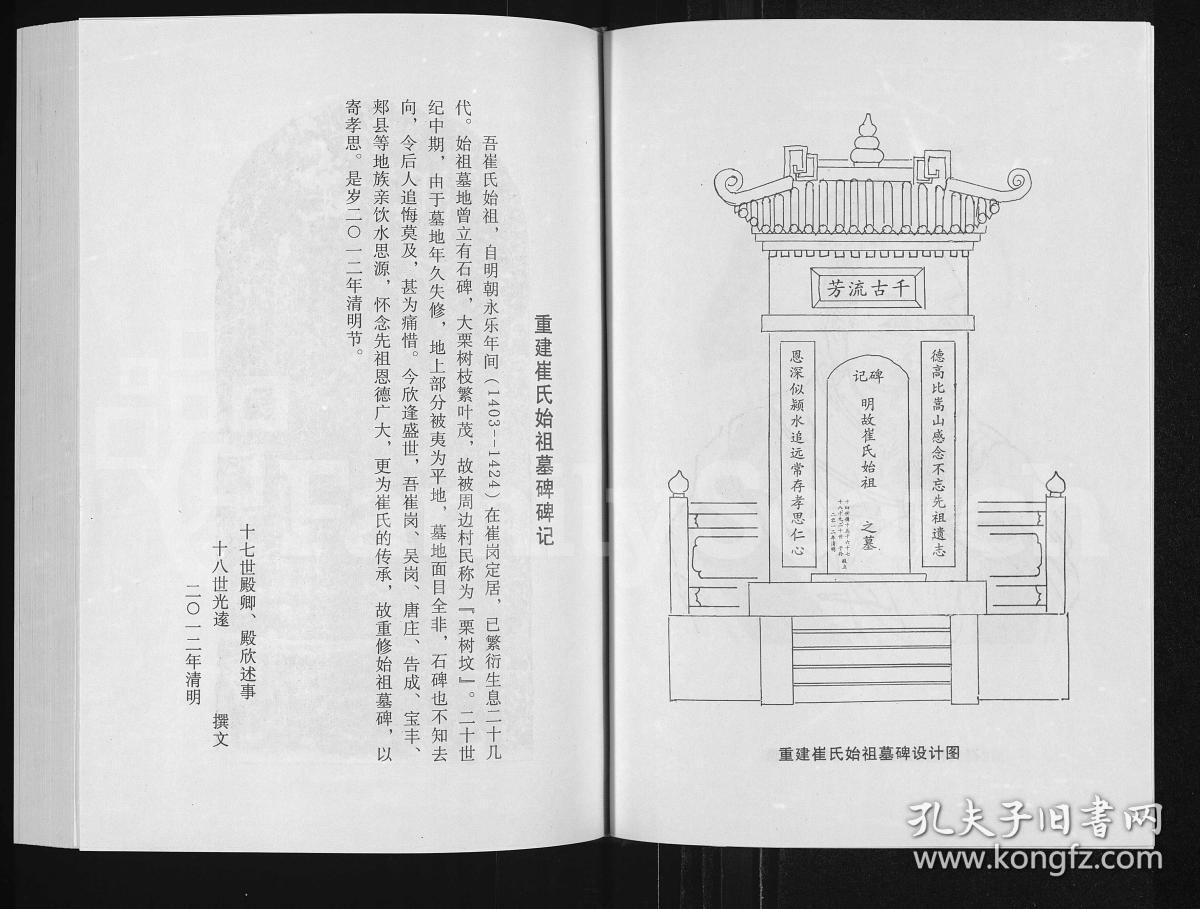 千古流芳
德高比嵩山感念不忘先祖遗志
碑记
明故崔氏始祖 之墓
二零一二年清明
恩深似颍水追远常存孝思仁心
重建崔氏始祖墓碑设计图
重建崔氏始祖墓碑碑记
吾崔氏始祖，自明朝永乐年间（1403--1424）在崔岗定居，已繁衍生息二十几
代。始祖墓地曾立有石碑，大栗树枝繁叶茂，故被周边村民称为『栗树坟』。二十世
纪中期，由于墓地年久失修，地上部分被夷为平地，墓地面目全非，石碑也不知去
向，令后人追悔莫及，甚为痛惜。今欣逢盛世，吾崔岗、吴岗、唐庄、告成、宝丰、
郏县等地族亲饮水思源，怀念先祖恩德广大，更为崔氏的传承，故重修始祖墓碑，以
寄孝思。是岁二〇一二年清明节。
十七世殿卿、殿欣述事
十八世光遠 撰文
二〇一二年清明
孔夫子旧书网
www.kongfz.com